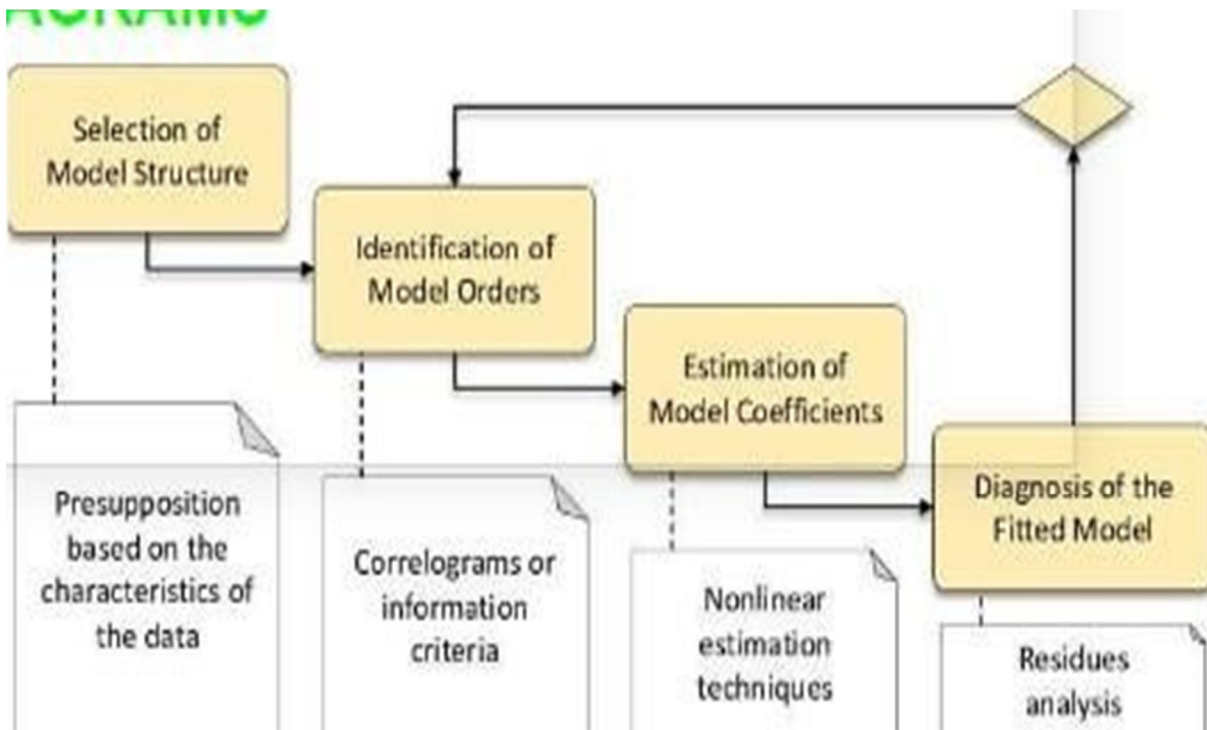 Selection of
Model Structure
Identification of
Model Orders
Estimation of
Model Coefficients
Diagnosis of the
Fitted Model
Presupposition
based on the
characteristics of
the data
Correlograms or
information
criteria
Nonlinear
estimation
techniques
Residues
analysis